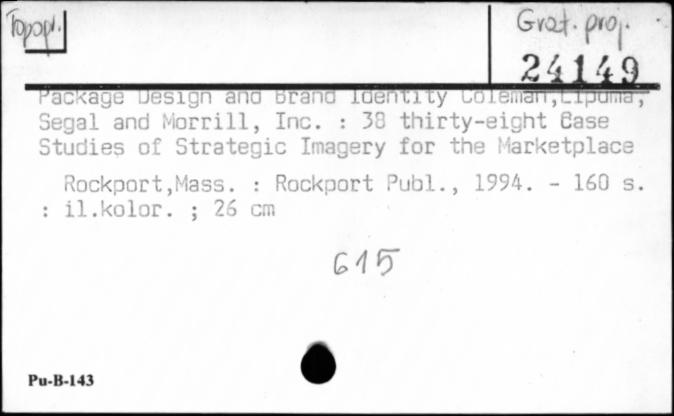 Topogr.
Graf. proj.
24149
Package Design and Brand Identity Coleman,Lipuma,
Segal and Morrill, Inc. : 38 thirty-eight Case
Studies of Strategic Imagery for the Marketplace
Rockport,Mass. : Rockport Publ., 1994. - 160 s.
: il.kolor. ; 26 cm
615
Pu-B-143